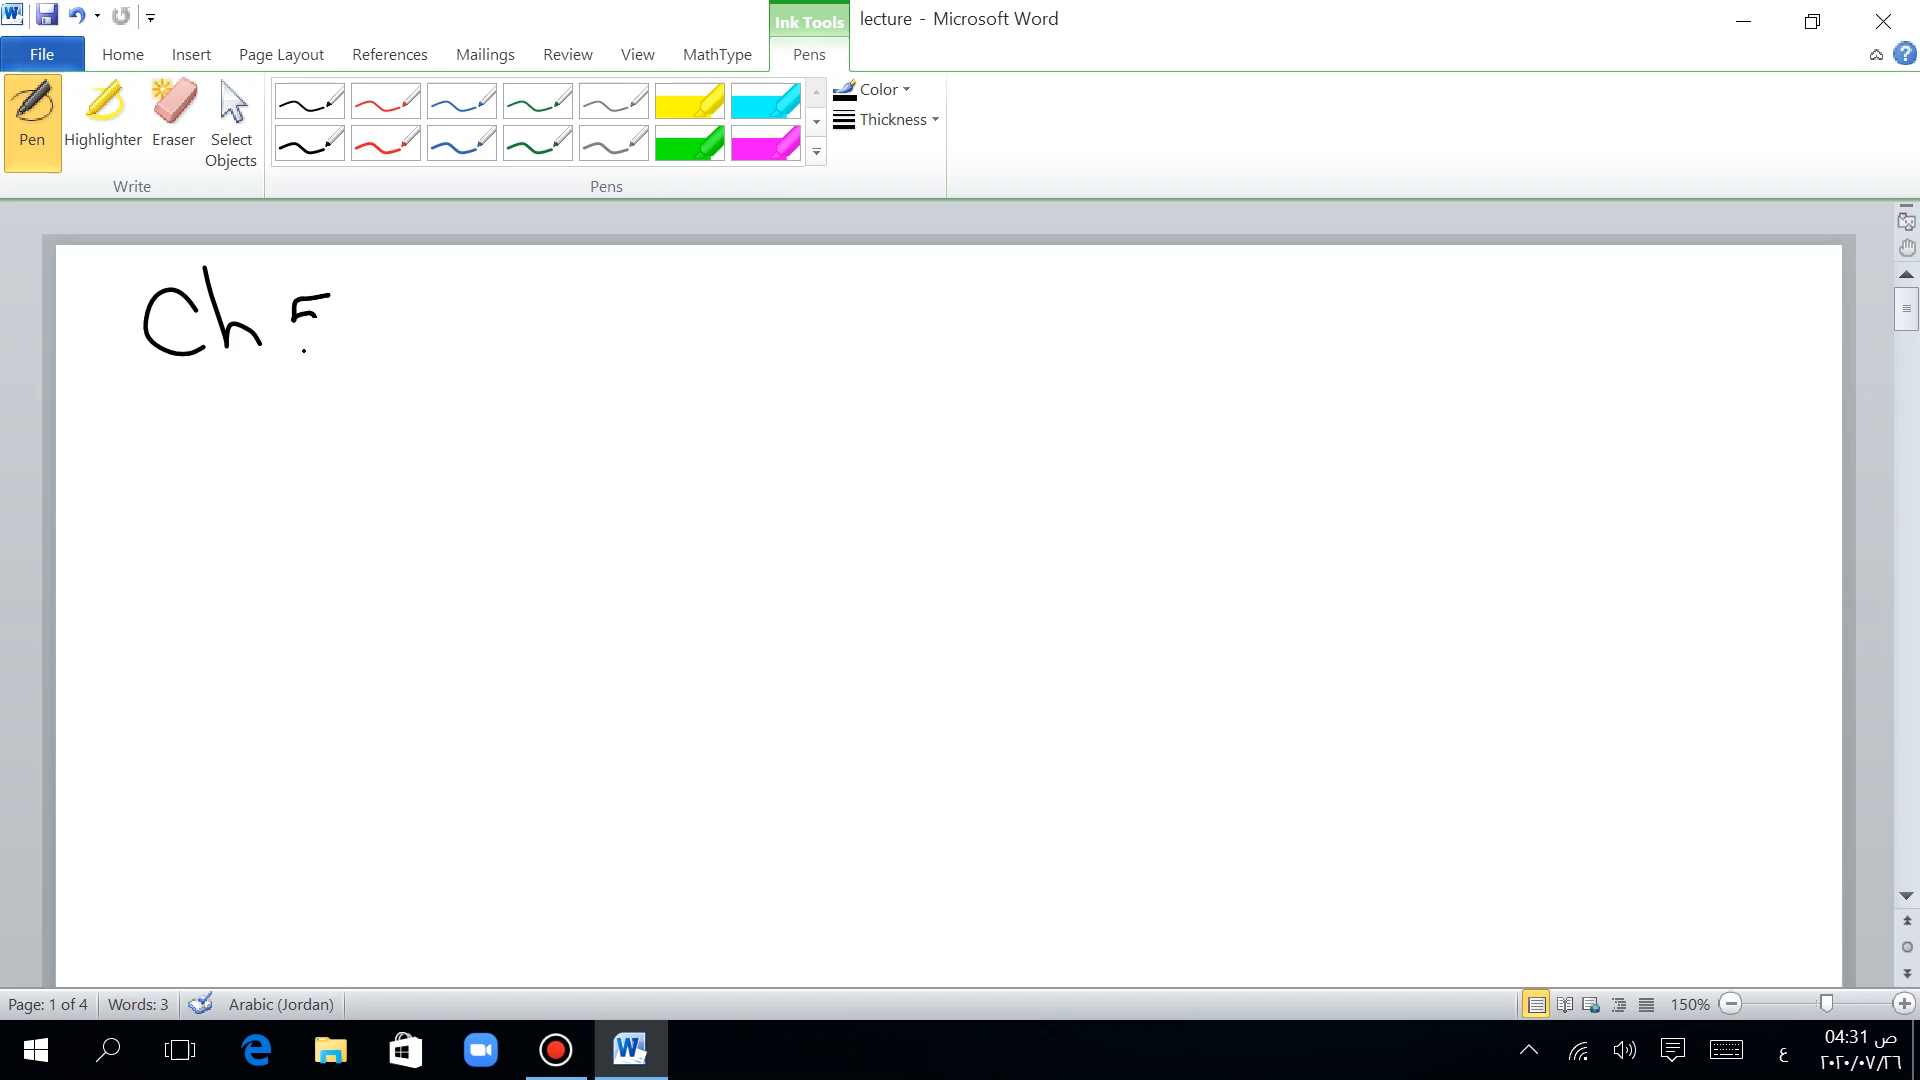 lecture - Microsoft Word
Ink Tools
File Home Insert Page Layout References Mailings Review View MathType Pens
Pen Highlighter Eraser Select Objects
Color
Thickness
Write Pens
Ch 5
Page: 1 of 4 Words: 3 Arabic (Jordan) 150%
ع
04:31 ص
٢٠٢٠/٠٧/٢٦